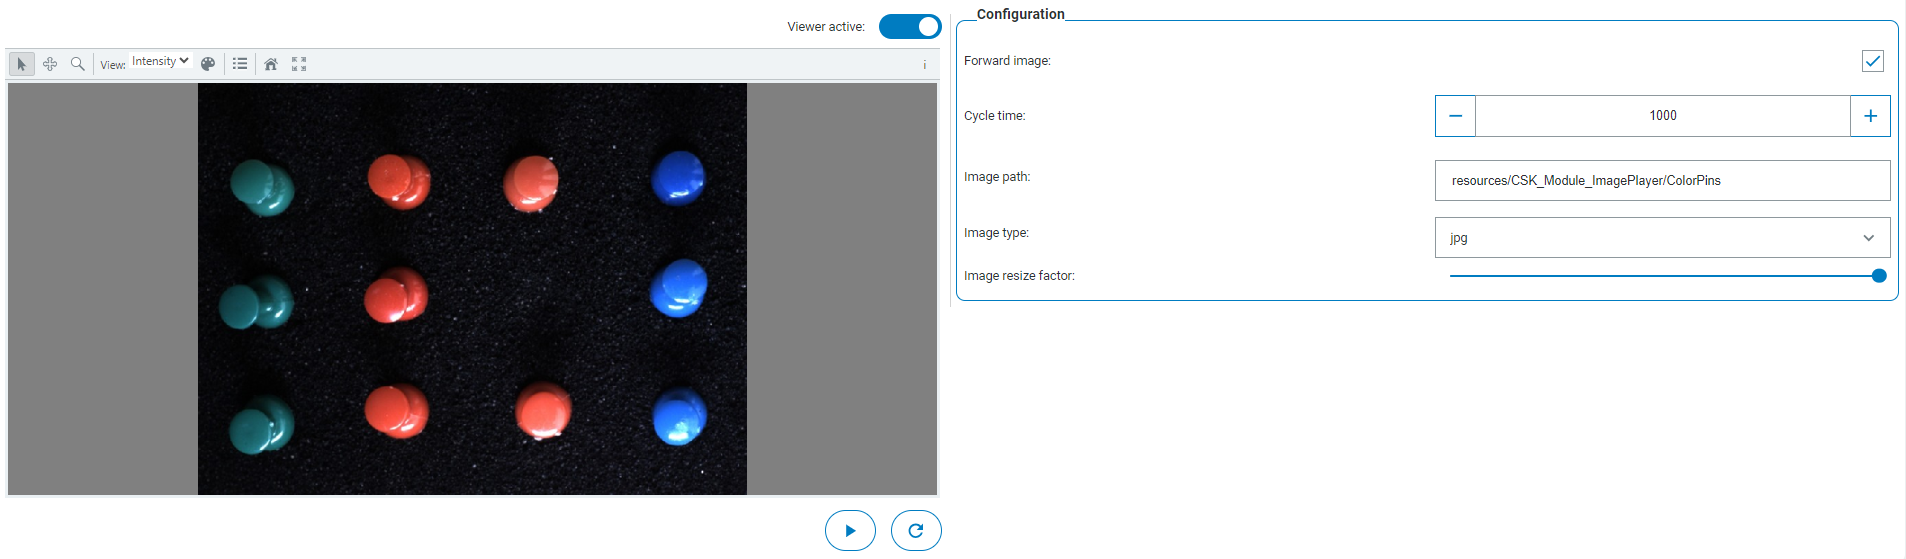 Viewer active:
View: Intensity
i
Configuration
Forward image:
Cycle time:
1000
Image path:
resources/CSK_Module_ImagePlayer/ColorPins
Image type:
jpg
Image resize factor: